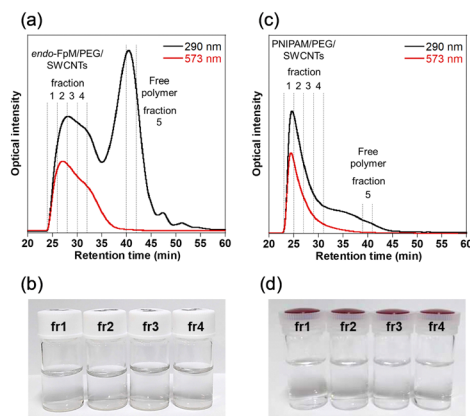 (a)
endo-FpM/PEG/
SWCNTs
fraction
1 2 3 4
290 nm
573 nm
Free
polymer
fraction
5
Optical intensity
20 25 30 35 40 45 50 55 60
Retention time (min)
(c)
PNIPAM/PEG/
SWCNTs
fraction
1 2 3 4
290 nm
573 nm
Free
polymer
fraction
5
Optical intensity
20 25 30 35 40 45 50 55 60
Retention time (min)
(b)
fr1 fr2 fr3 fr4
(d)
fr1 fr2 fr3 fr4